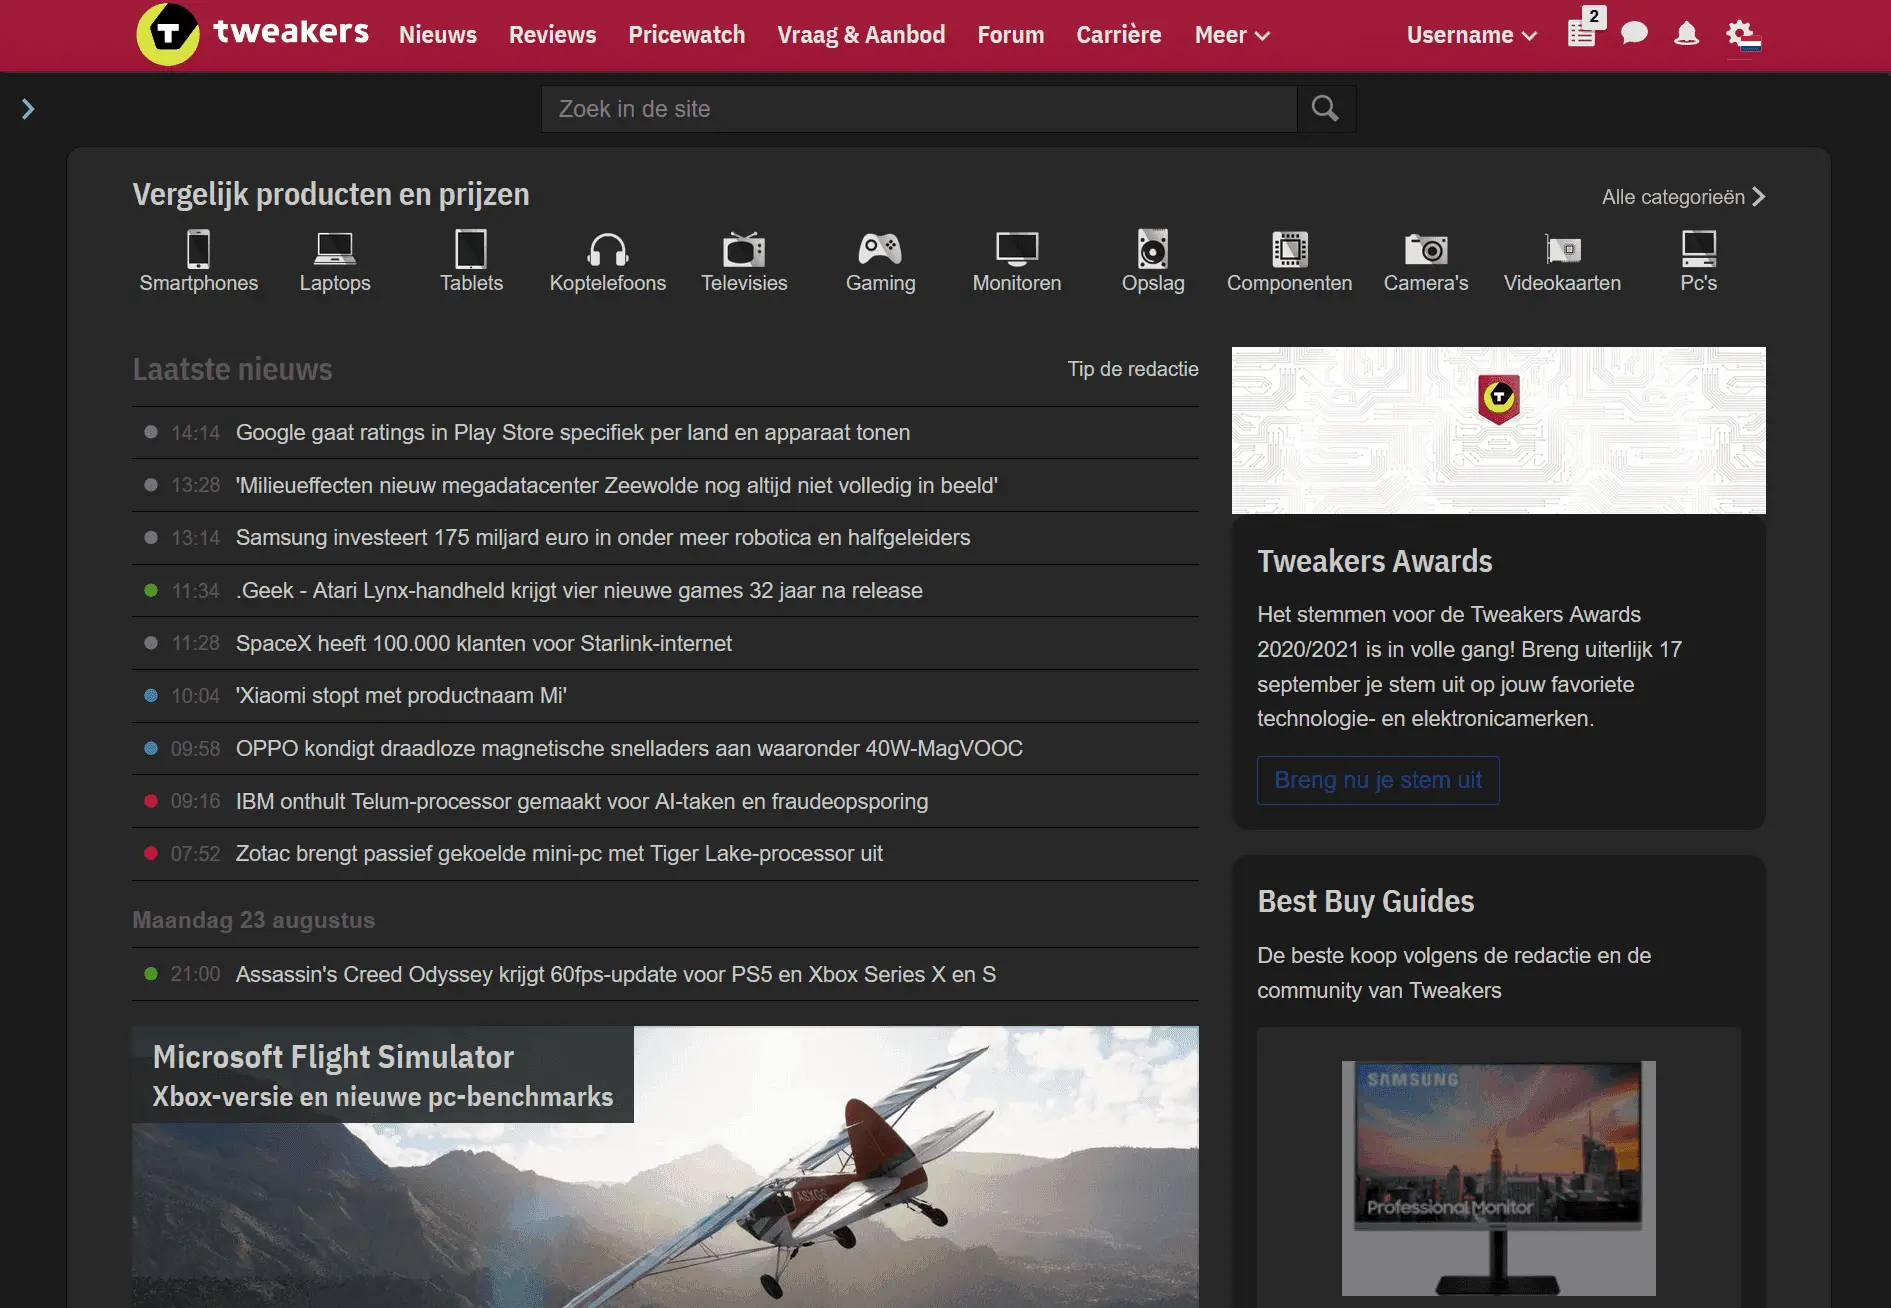 tweakers
Nieuws
Reviews
Pricewatch
Vraag & Aanbod
Forum
Carrière
Meer
Username
2
Zoek in de site
Vergelijk producten en prijzen
Alle categorieën
Smartphones
Laptops
Tablets
Koptelefoons
Televisies
Gaming
Monitoren
Opslag
Componenten
Camera's
Videokaarten
Pc's
Laatste nieuws
Tip de redactie
14:14 Google gaat ratings in Play Store specifiek per land en apparaat tonen
13:28 'Milieueffecten nieuw megadatacenter Zeewolde nog altijd niet volledig in beeld'
13:14 Samsung investeert 175 miljard euro in onder meer robotica en halfgeleiders
11:34 .Geek - Atari Lynx-handheld krijgt vier nieuwe games 32 jaar na release
11:28 SpaceX heeft 100.000 klanten voor Starlink-internet
10:04 'Xiaomi stopt met productnaam Mi'
09:58 OPPO kondigt draadloze magnetische snelladers aan waaronder 40W-MagVOOC
09:16 IBM onthult Telum-processor gemaakt voor AI-taken en fraudeopsporing
07:52 Zotac brengt passief gekoelde mini-pc met Tiger Lake-processor uit
Maandag 23 augustus
21:00 Assassin's Creed Odyssey krijgt 60fps-update voor PS5 en Xbox Series X en S
Microsoft Flight Simulator
Xbox-versie en nieuwe pc-benchmarks
ASXGS
Tweakers Awards
Het stemmen voor de Tweakers Awards
2020/2021 is in volle gang! Breng uiterlijk 17
september je stem uit op jouw favoriete
technologie- en elektronicamerken.
Breng nu je stem uit
Best Buy Guides
De beste koop volgens de redactie en de
community van Tweakers
SAMSUNG
Professional Monitor